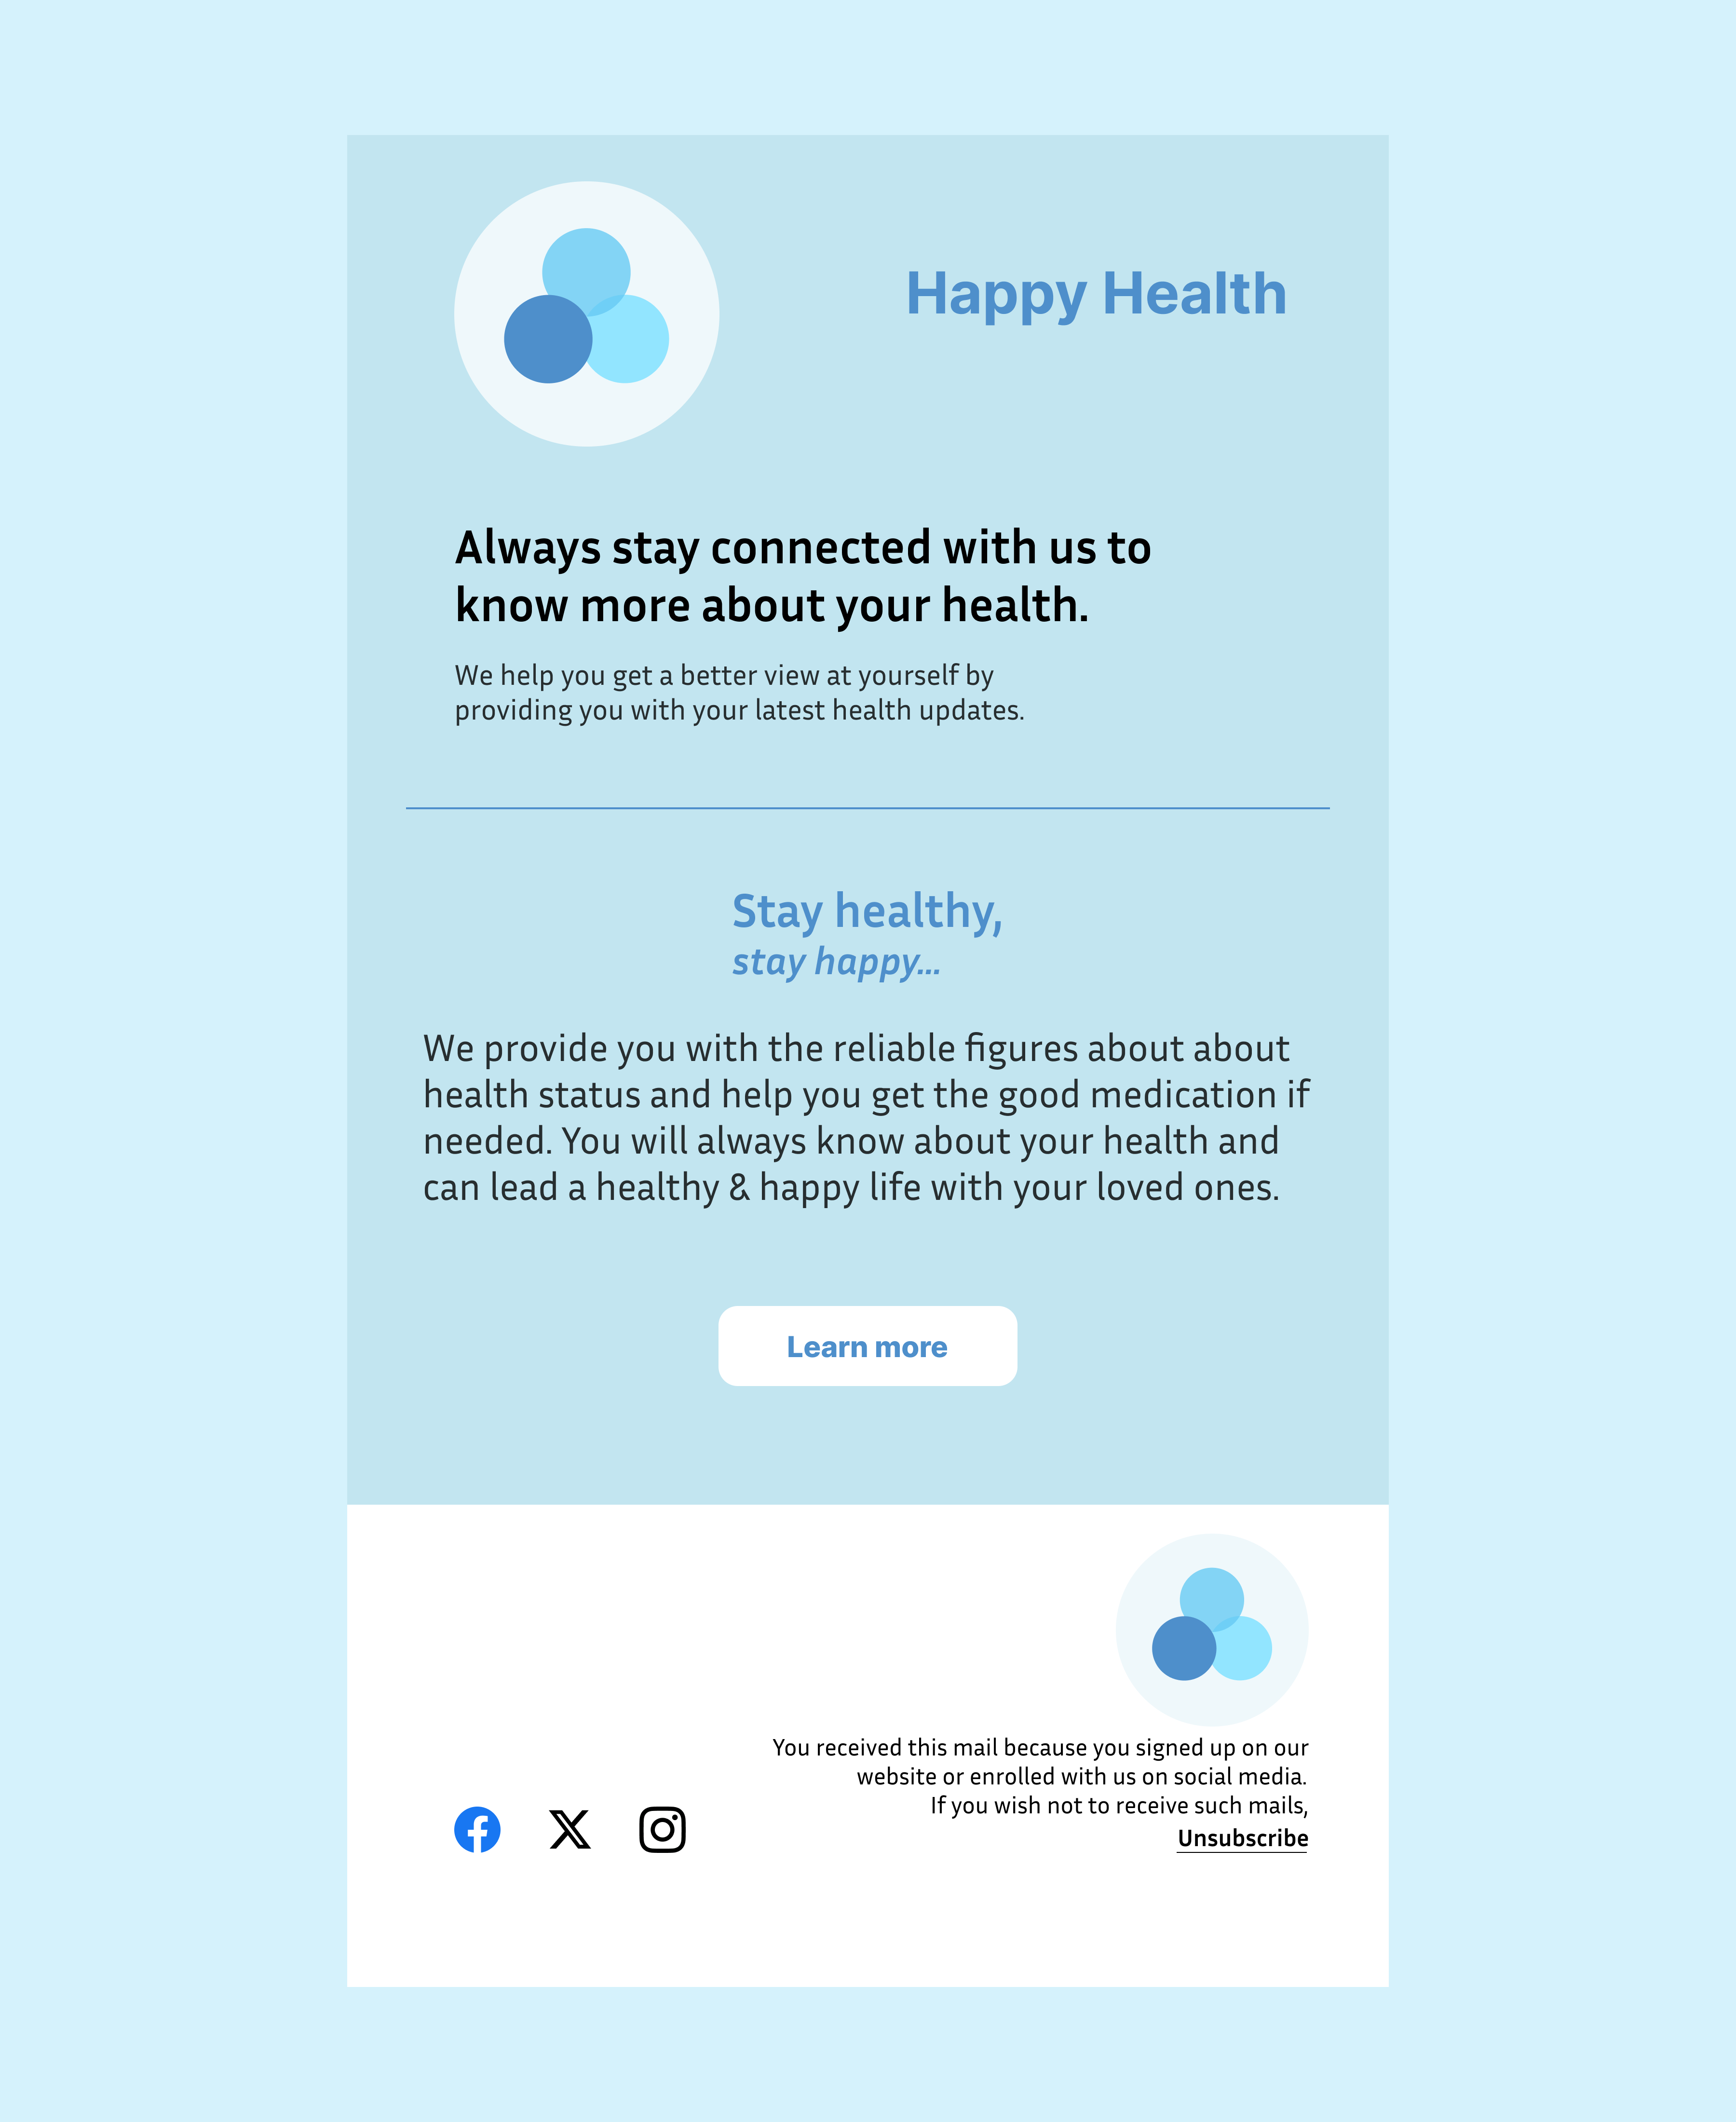 Happy Health
Always stay connected with us to
know more about your health.
We help you get a better view at yourself by
providing you with your latest health updates.
Stay healthy,
stay happy...
We provide you with the reliable figures about about
health status and help you get the good medication if
needed. You will always know about your health and
can lead a healthy & happy life with your loved ones.
Learn more
You received this mail because you signed up on our
website or enrolled with us on social media.
If you wish not to receive such mails,
Unsubscribe